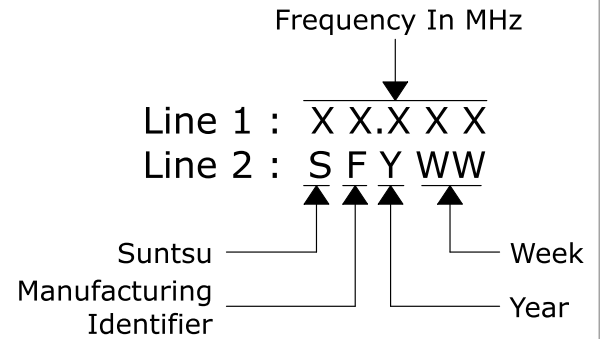 Frequency In MHz
Line 1 : X X.X X X
Line 2 : S F Y WW
Suntsu
Week
Manufacturing
Identifier
Year